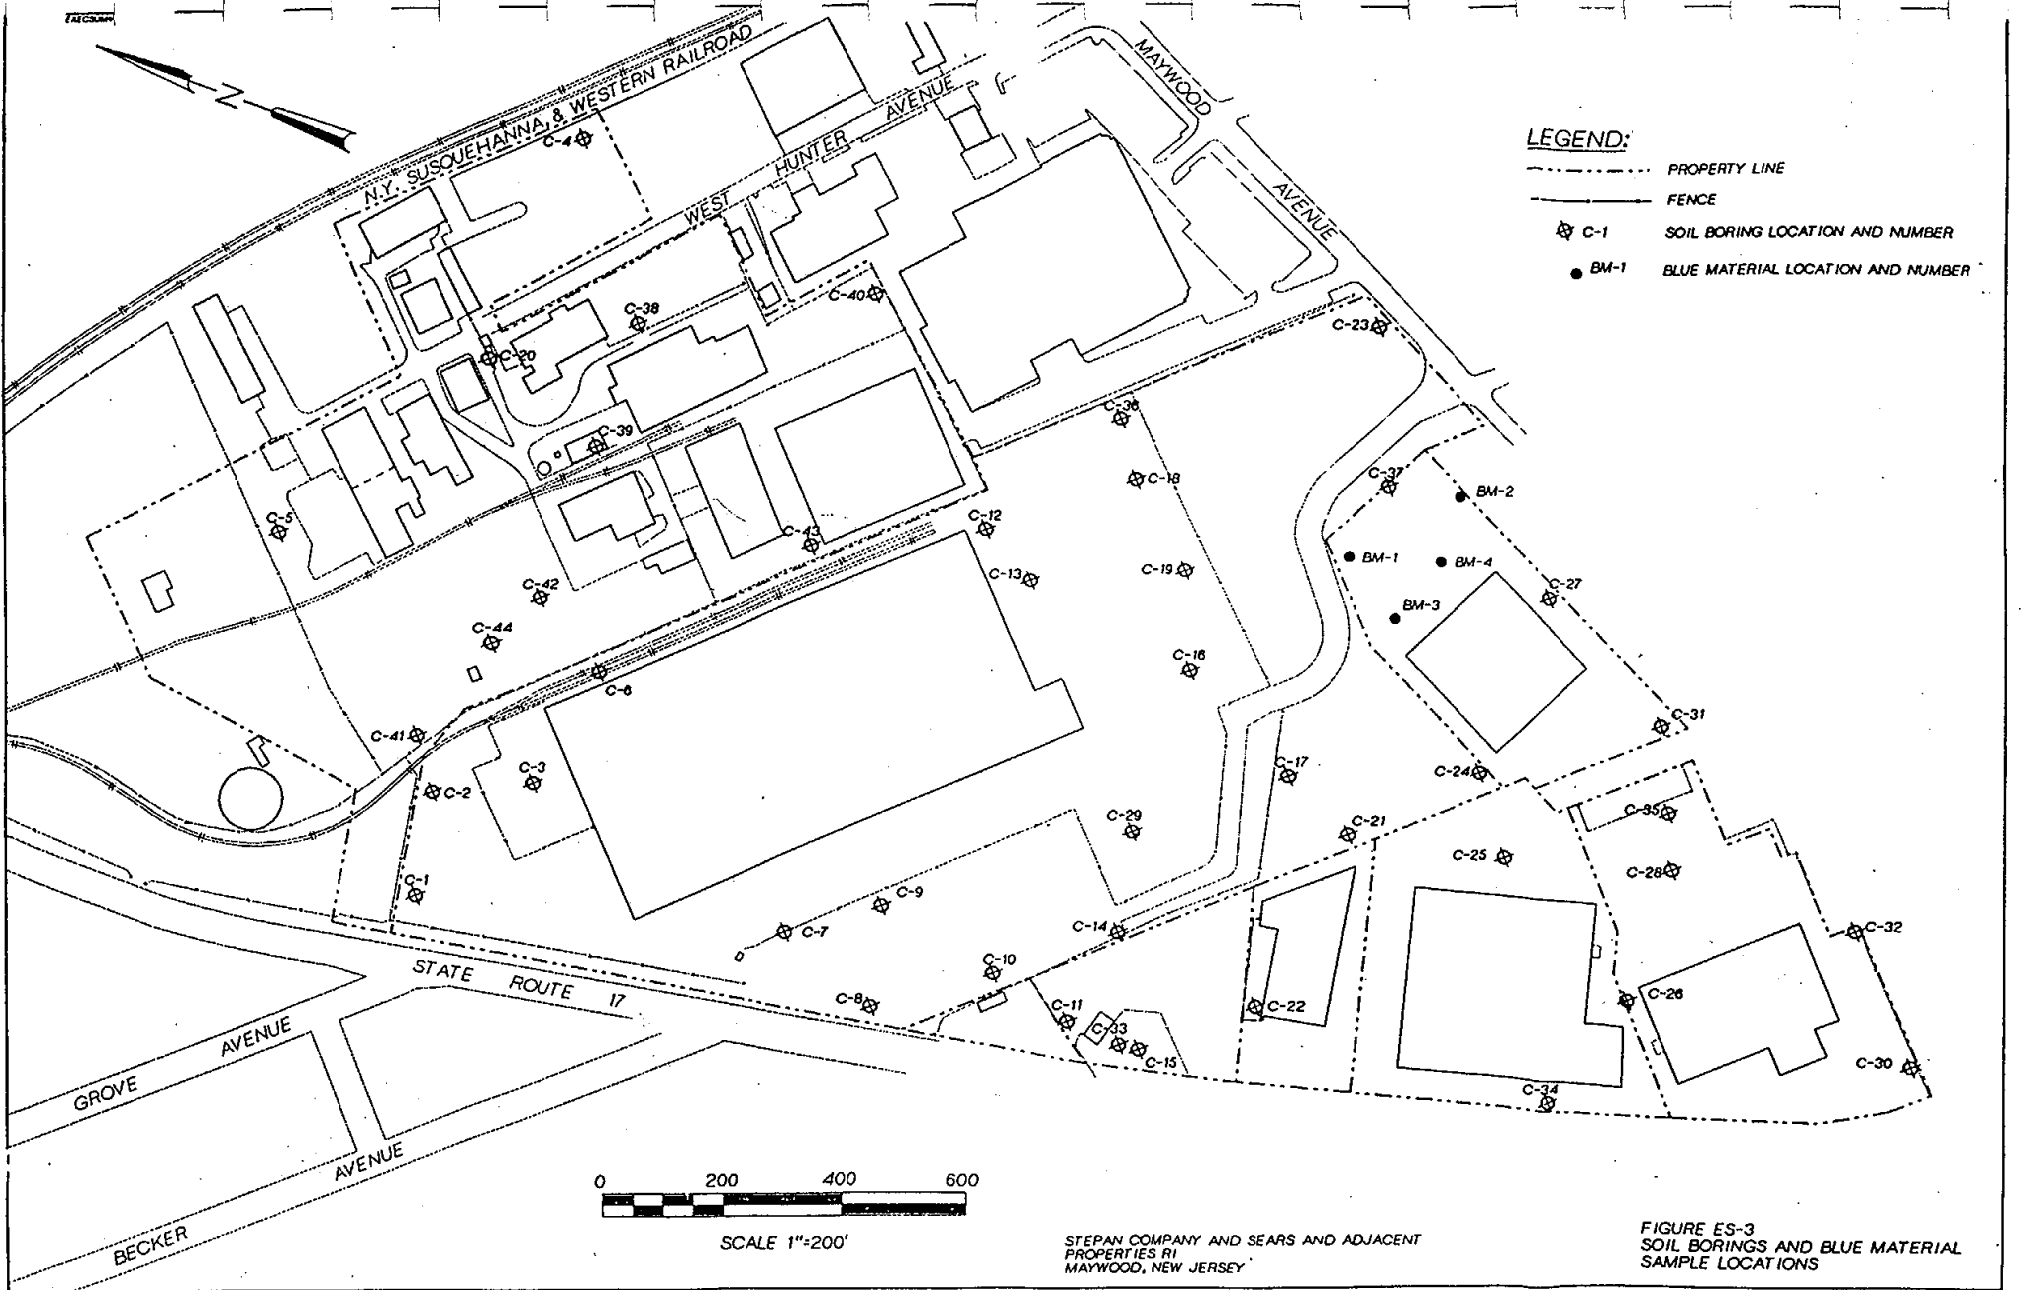 N
N.Y. SUSQUEHANNA & WESTERN RAILROAD
MAYWOOD
AVENUE
WEST HUNTER AVENUE
LEGEND:
PROPERTY LINE
FENCE
C-1 SOIL BORING LOCATION AND NUMBER
BM-1 BLUE MATERIAL LOCATION AND NUMBER
C-4
C-38
C-40
C-20
C-23
C-39
C-36
C-37
C-18
BM-2
C-5
C-43
C-12
C-42
C-13
C-19
BM-1
BM-4
C-27
BM-3
C-44
C-6
C-16
C-41
C-31
C-3
C-2
C-17
C-24
C-29
C-21
C-35
C-25
C-28
C-1
C-9
C-7
C-14
C-32
C-10
C-8
C-11
C-33
C-15
C-22
C-26
C-30
C-34
STATE ROUTE 17
GROVE AVENUE
BECKER AVENUE
0 200 400 600
SCALE 1"=200'
STEPAN COMPANY AND SEARS AND ADJACENT
PROPERTIES RI
MAYWOOD, NEW JERSEY
FIGURE ES-3
SOIL BORINGS AND BLUE MATERIAL
SAMPLE LOCATIONS